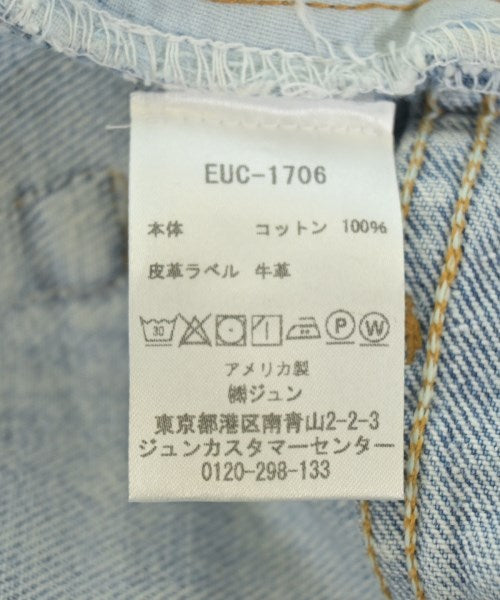 EUC-1706
本体 コットン 100%
皮革ラベル 牛革
30 P W
アメリカ製
㈱ジュン
東京都港区南青山2-2-3
ジュンカスタマーセンター
0120-298-133